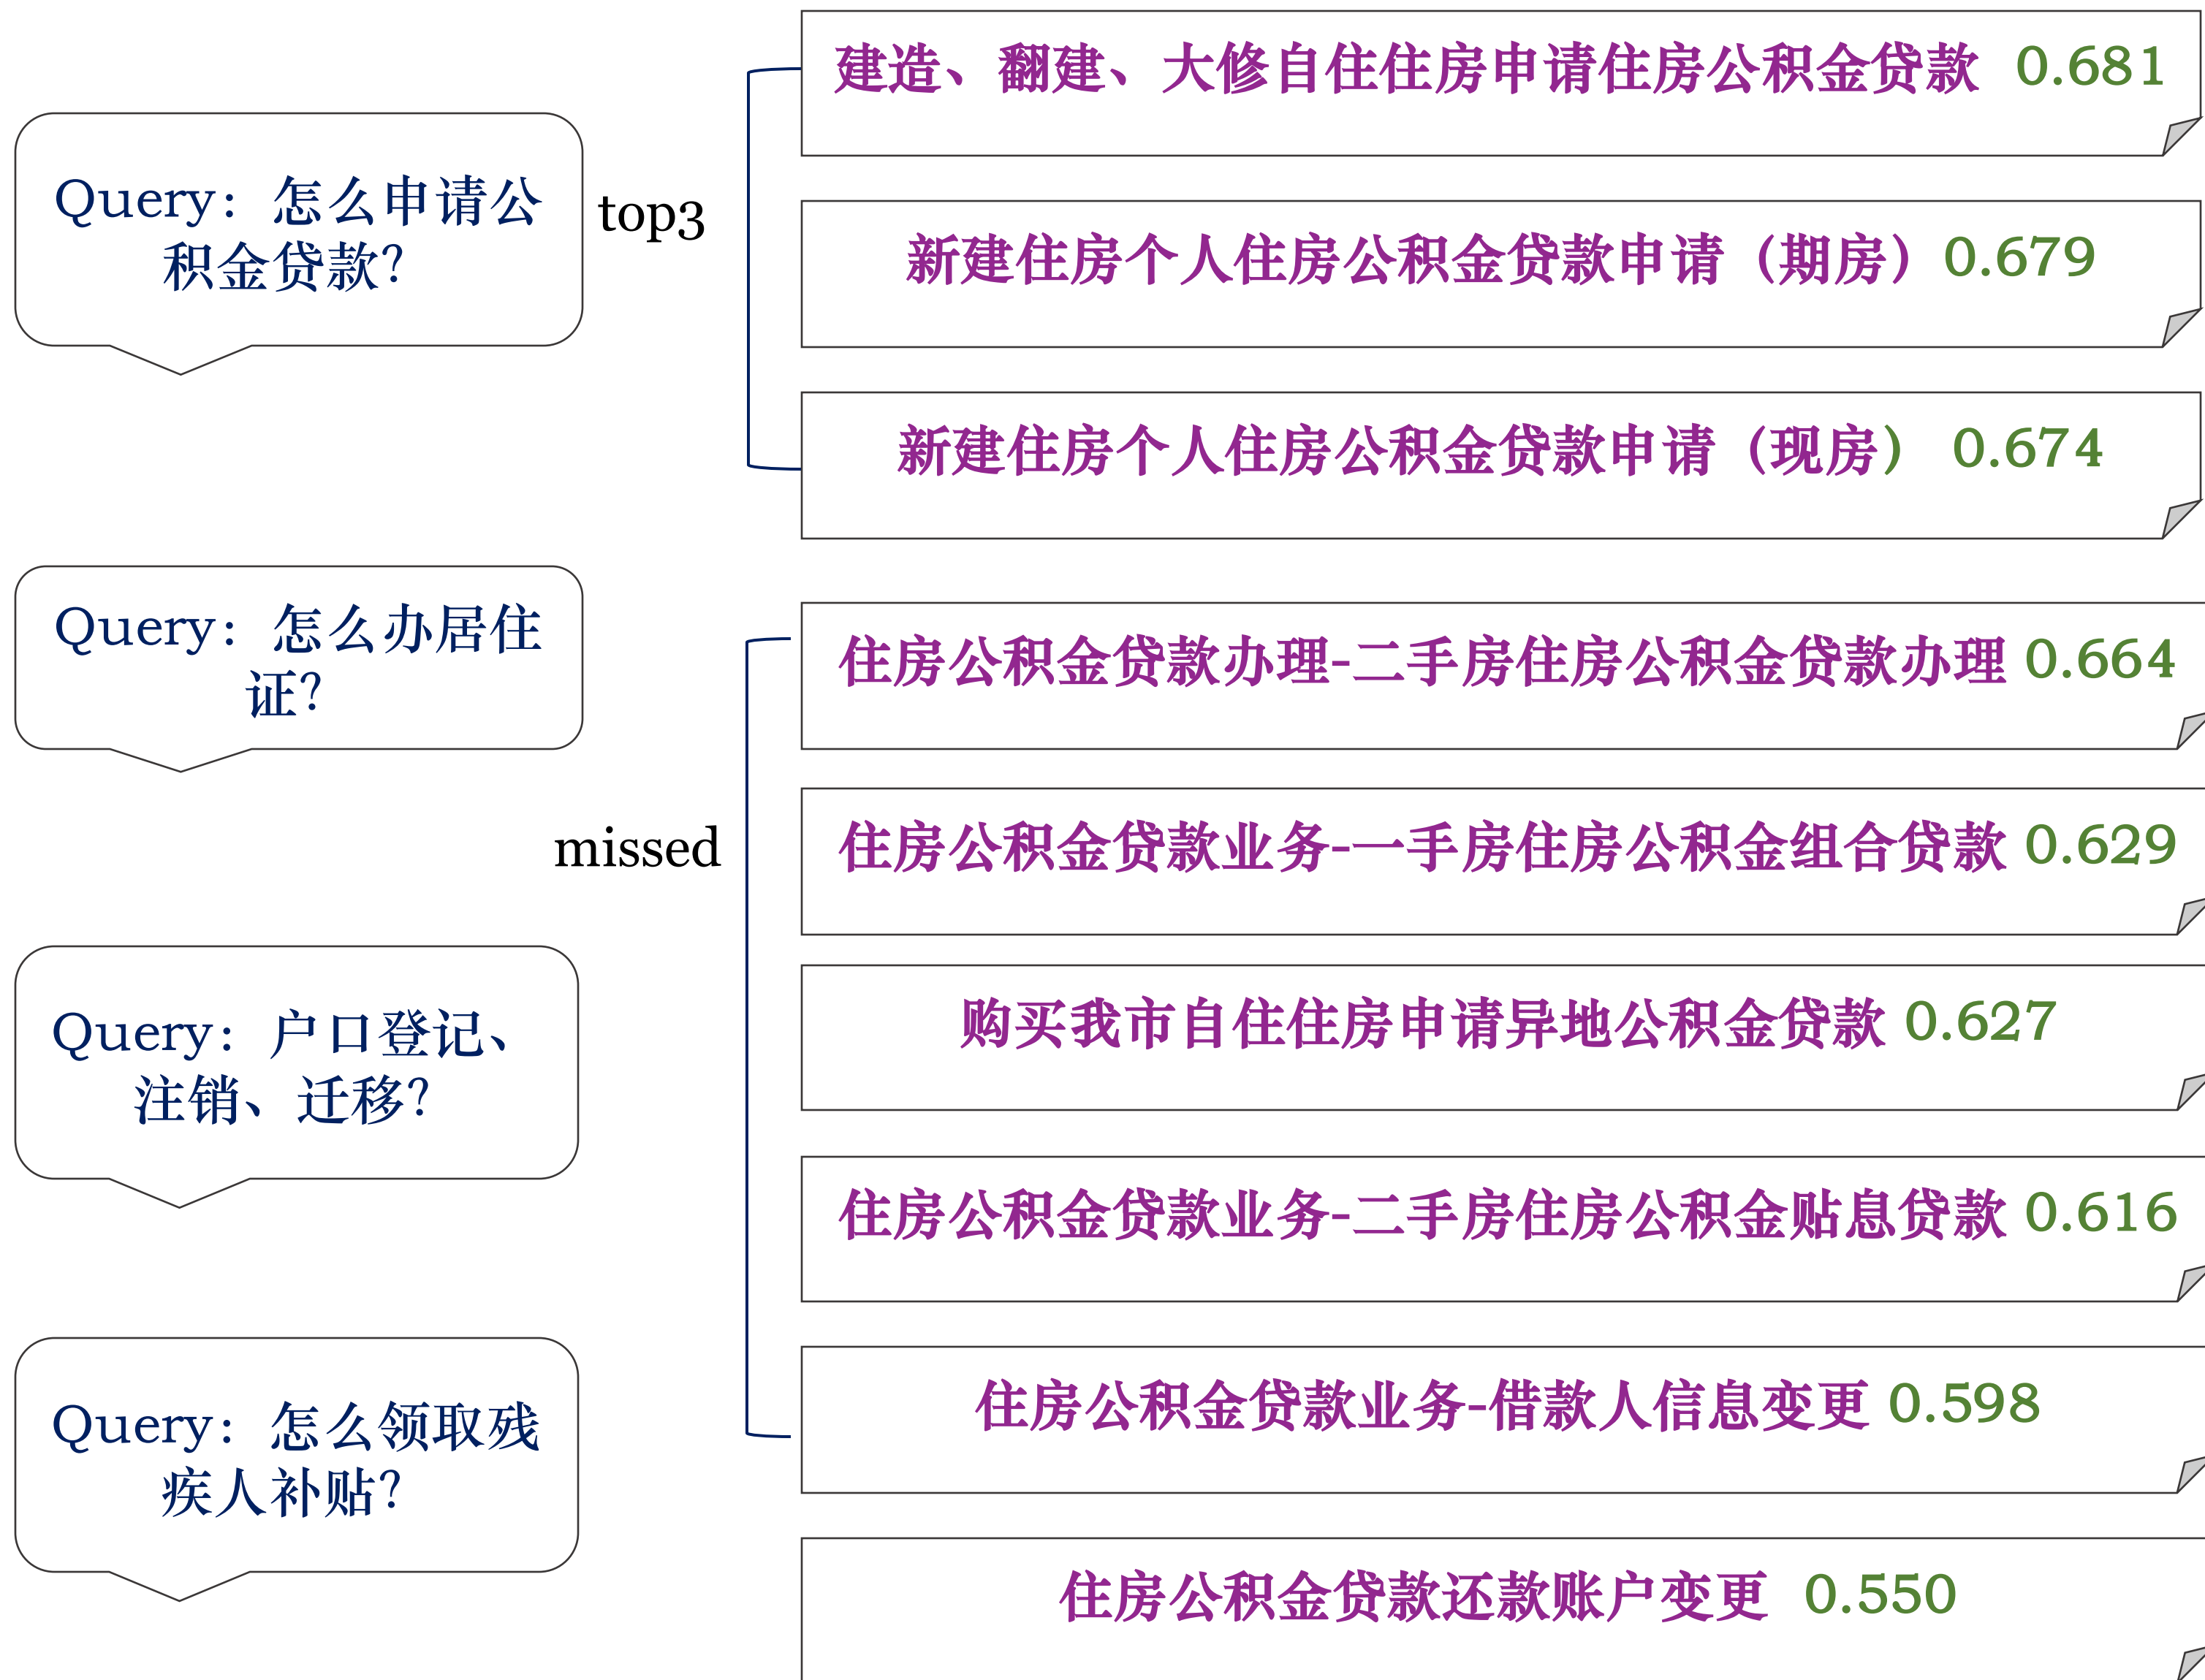 Query：怎么申请公
积金贷款？
top3
建造、翻建、大修自住住房申请住房公积金贷款 0.681
新建住房个人住房公积金贷款申请（期房）0.679
新建住房个人住房公积金贷款申请（现房） 0.674
Query：怎么办居住
证？
missed
住房公积金贷款办理-二手房住房公积金贷款办理 0.664
住房公积金贷款业务-一手房住房公积金组合贷款 0.629
Query：户口登记、
注销、迁移？
购买我市自住住房申请异地公积金贷款 0.627
住房公积金贷款业务-二手房住房公积金贴息贷款 0.616
Query：怎么领取残
疾人补贴？
住房公积金贷款业务-借款人信息变更 0.598
住房公积金贷款还款账户变更 0.550